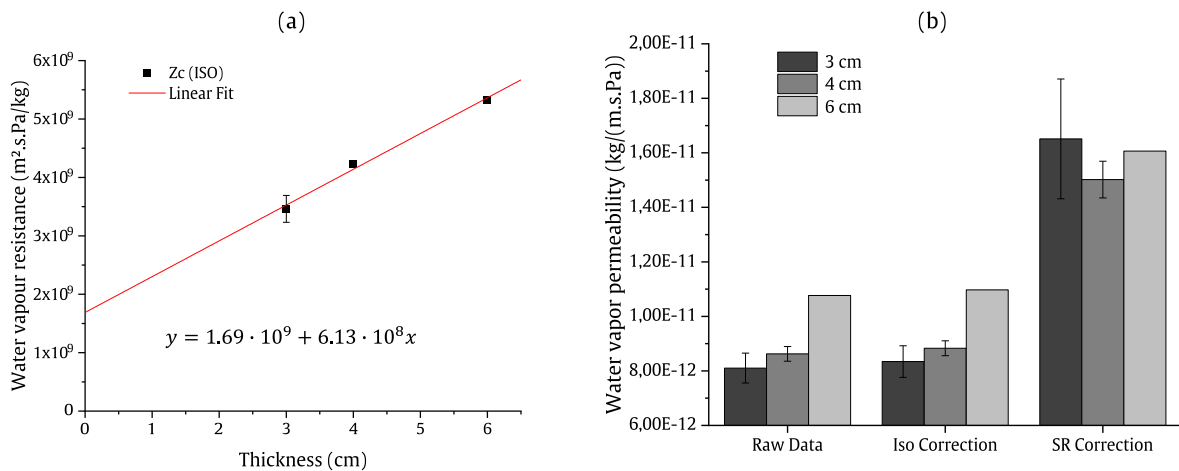 (a)
Water vapour resistance (m².s.Pa/kg)
6x10⁹
5x10⁹
4x10⁹
3x10⁹
2x10⁹
1x10⁹
0
Zc (ISO)
Linear Fit
y = 1.69 · 10⁹ + 6.13 · 10⁸x
0 1 2 3 4 5 6
Thickness (cm)
(b)
Water vapor permeability (kg/(m.s.Pa))
2,00E-11
1,80E-11
1,60E-11
1,40E-11
1,20E-11
1,00E-11
8,00E-12
6,00E-12
3 cm
4 cm
6 cm
Raw Data Iso Correction SR Correction